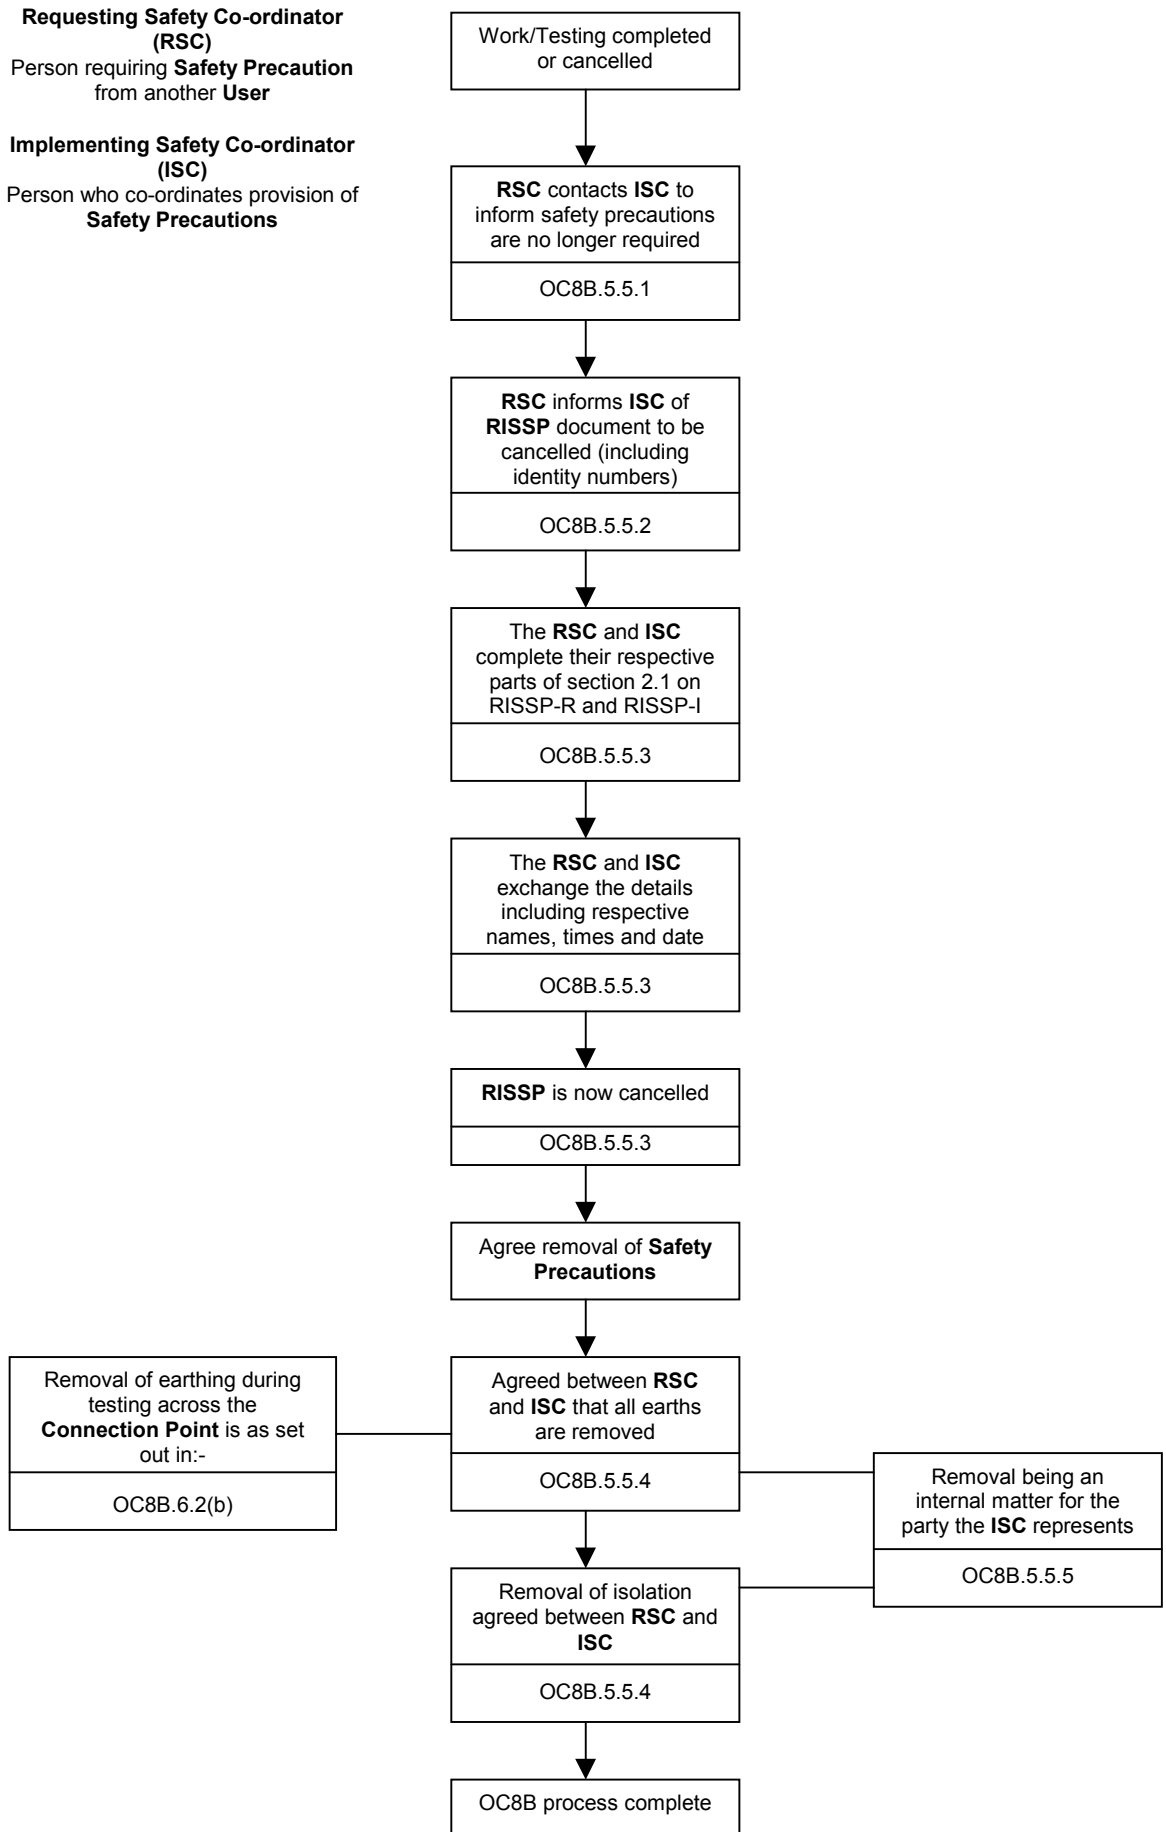 Requesting Safety Co-ordinator
(RSC)
Person requiring Safety Precaution
from another User
Implementing Safety Co-ordinator
(ISC)
Person who co-ordinates provision of
Safety Precautions
Work/Testing completed
or cancelled
RSC contacts ISC to
inform safety precautions
are no longer required
OC8B.5.5.1
RSC informs ISC of
RISSP document to be
cancelled (including
identity numbers)
OC8B.5.5.2
The RSC and ISC
complete their respective
parts of section 2.1 on
RISSP-R and RISSP-I
OC8B.5.5.3
The RSC and ISC
exchange the details
including respective
names, times and date
OC8B.5.5.3
RISSP is now cancelled
OC8B.5.5.3
Agree removal of Safety
Precautions
Removal of earthing during
testing across the
Connection Point is as set
out in:-
OC8B.6.2(b)
Agreed between RSC
and ISC that all earths
are removed
OC8B.5.5.4
Removal being an
internal matter for the
party the ISC represents
OC8B.5.5.5
Removal of isolation
agreed between RSC and
ISC
OC8B.5.5.4
OC8B process complete